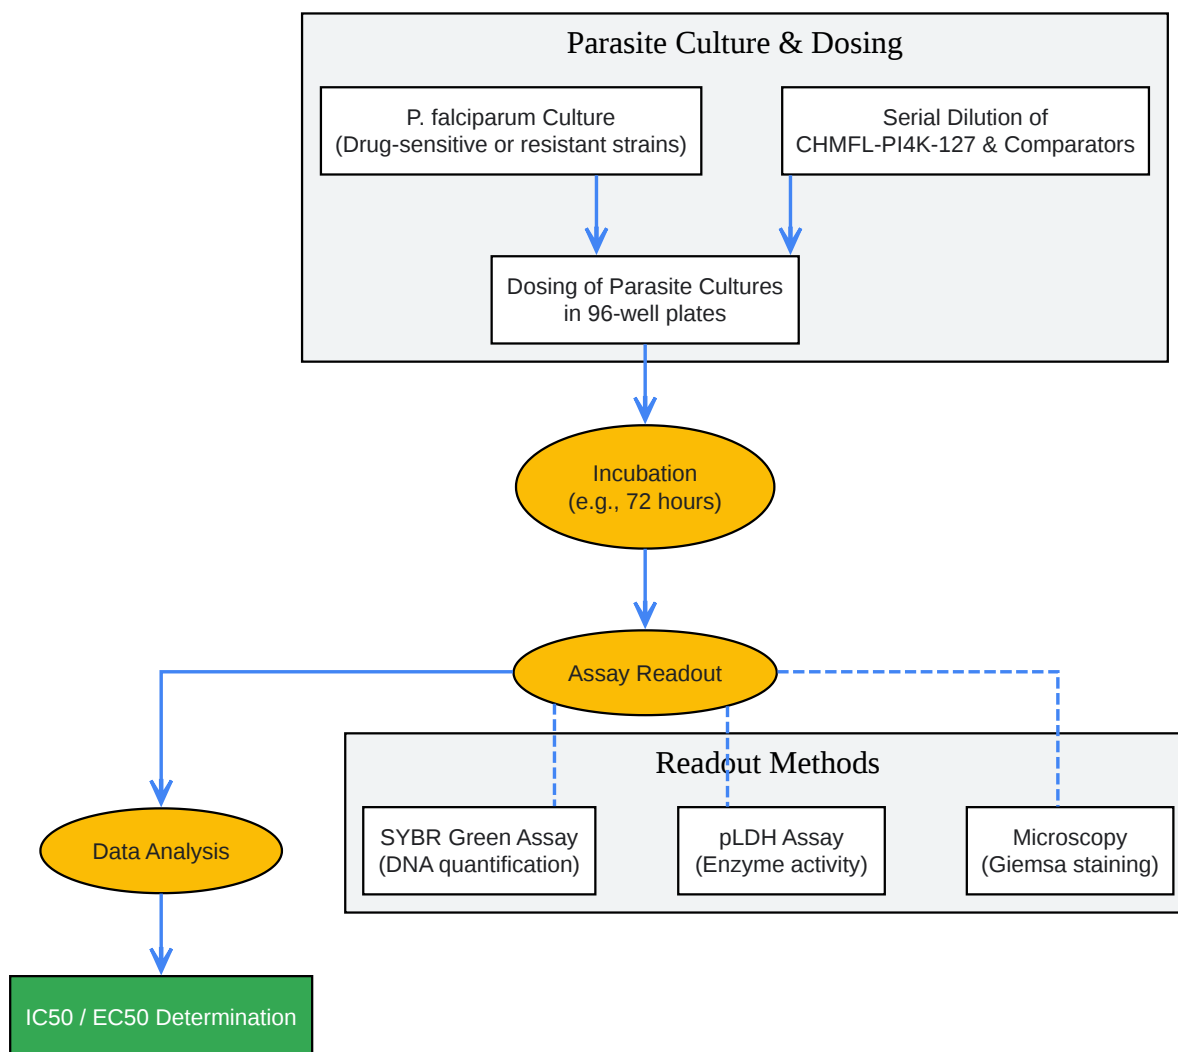 Parasite Culture & Dosing
P. falciparum Culture
(Drug-sensitive or resistant strains)
Serial Dilution of
CHMFL-PI4K-127 & Comparators
Dosing of Parasite Cultures
in 96-well plates
Incubation
(e.g., 72 hours)
Assay Readout
Readout Methods
SYBR Green Assay
(DNA quantification)
pLDH Assay
(Enzyme activity)
Microscopy
(Giemsa staining)
Data Analysis
IC50 / EC50 Determination